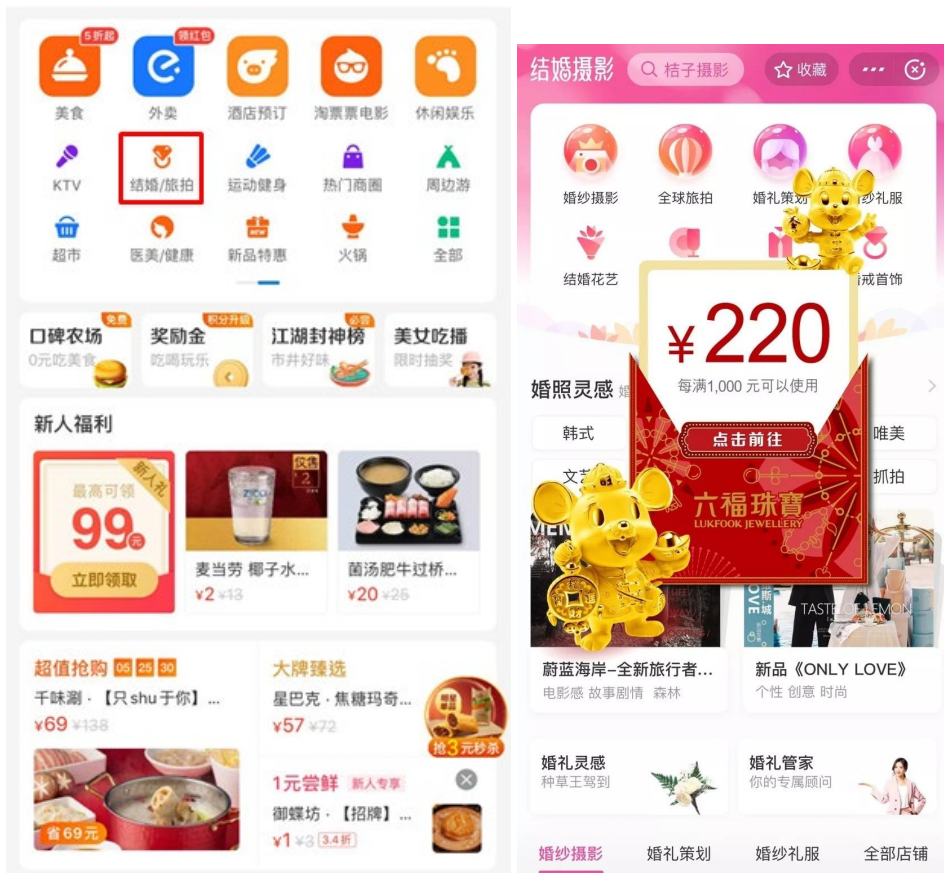 5折起
领红包
美食
外卖
酒店预订
淘票票电影
休闲娱乐
KTV
结婚/旅拍
运动健身
热门商圈
周边游
NEW
超市
医美/健康
新品特惠
火锅
全部
免费
积分升级
必尝
口碑农场
奖励金
江湖封神榜
美女吃播
0元吃美食
吃喝玩乐
市井好味
限时抽奖
新人福利
新人礼
最高可领
99元
立即领取
仅售
2
ZICO
麦当劳 椰子水...
¥2 ¥13
菌汤肥牛过桥...
¥20 ¥25
超值抢购 05 25 30
千味涮·【只shu于你】...
¥69 ¥138
省69元
大牌臻选
星巴克·焦糖玛奇...
¥57 ¥72
明星
单品
抢3元秒杀
1元尝鲜 新人专享
御蝶坊·【招牌】...
¥1 ¥3 3.4折
结婚摄影
桔子摄影
收藏
婚纱摄影
全球旅拍
婚礼策划
纱礼服
结婚花艺
戒首饰
¥220
每满1,000 元可以使用
点击前往
六福珠寶
LUKFOOK JEWELLERY
婚照灵感
韩式
唯美
文艺
抓拍
TASTE OF LEMON
蔚蓝海岸-全新旅行者...
电影感 故事剧情 森林
新品《ONLY LOVE》
个性 创意 时尚
婚礼灵感
种草王驾到
婚礼管家
你的专属顾问
婚纱摄影
婚礼策划
婚纱礼服
全部店铺